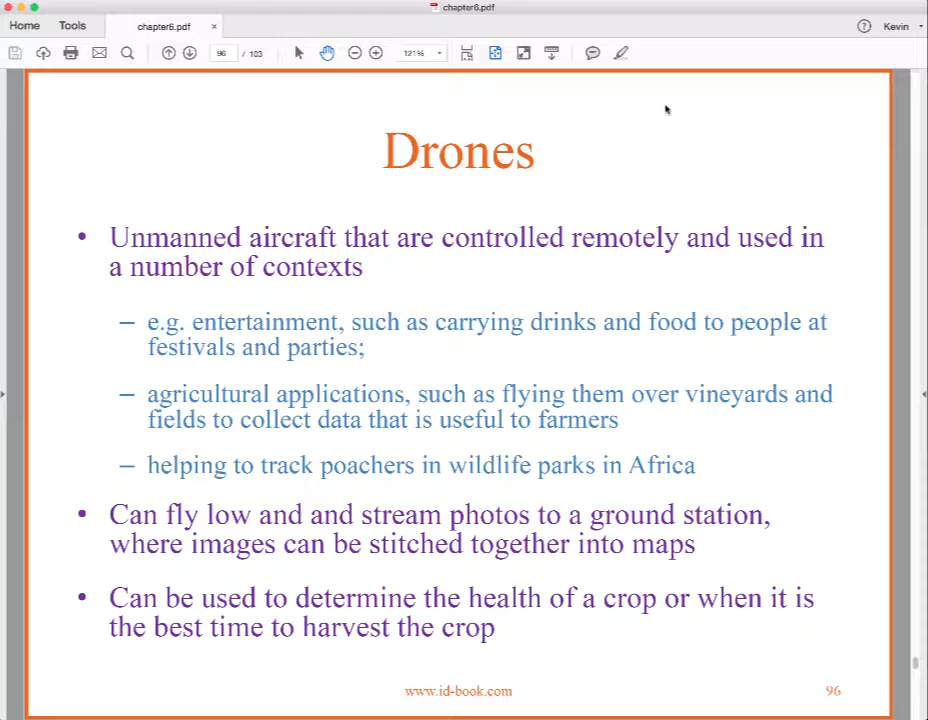 chapter6.pdf
Home Tools chapter6.pdf × ? Kevin
96 / 103 121%
Drones
• Unmanned aircraft that are controlled remotely and used in
a number of contexts
– e.g. entertainment, such as carrying drinks and food to people at
festivals and parties;
– agricultural applications, such as flying them over vineyards and
fields to collect data that is useful to farmers
– helping to track poachers in wildlife parks in Africa
• Can fly low and and stream photos to a ground station,
where images can be stitched together into maps
• Can be used to determine the health of a crop or when it is
the best time to harvest the crop
www.id-book.com 96